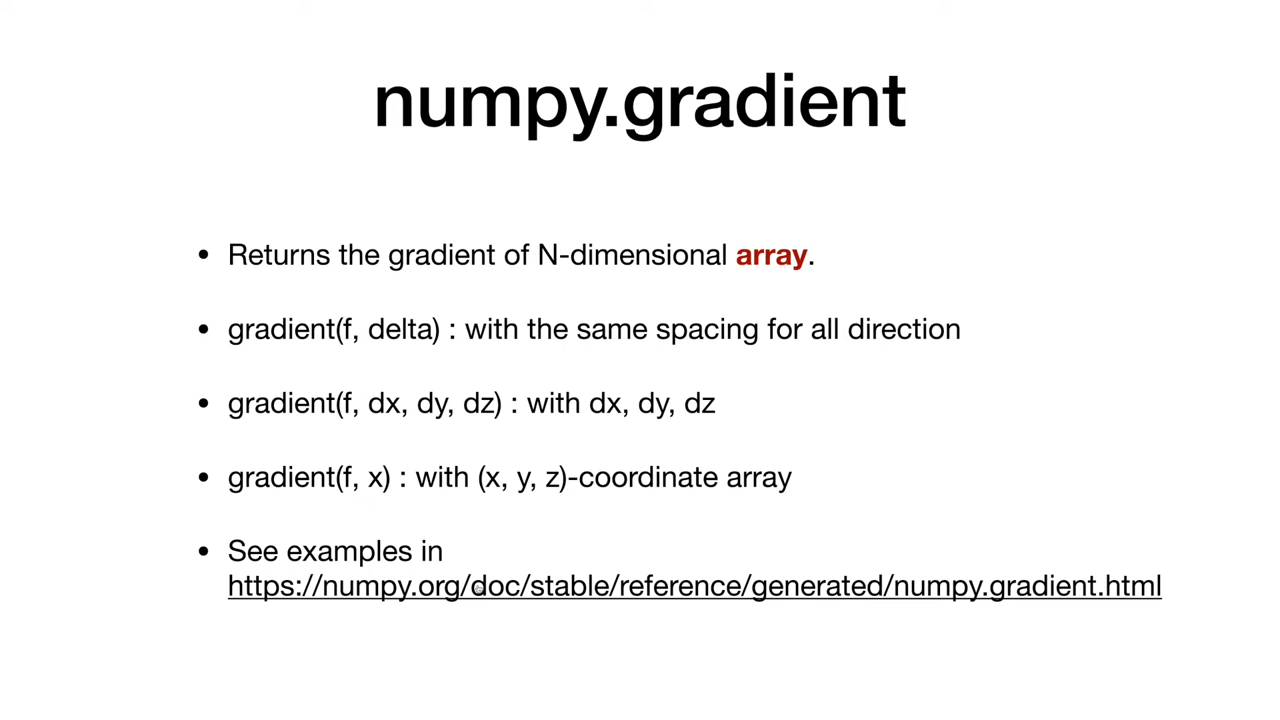 numpy.gradient
• Returns the gradient of N-dimensional array.
• gradient(f, delta) : with the same spacing for all direction
• gradient(f, dx, dy, dz) : with dx, dy, dz
• gradient(f, x) : with (x, y, z)-coordinate array
• See examples in
https://numpy.org/doc/stable/reference/generated/numpy.gradient.html